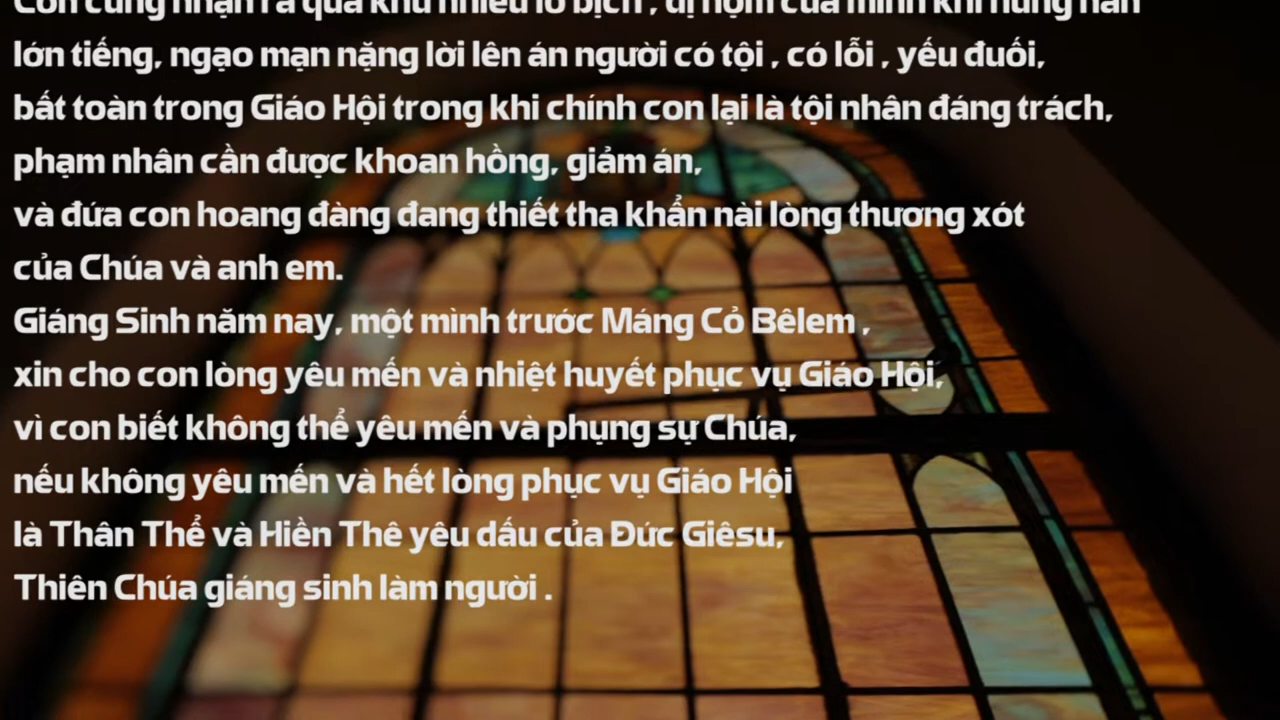 Con cũng nhận ra quá khứ nhiều lố bịch , dị hợm của mình khi hung hăn
lớn tiếng, ngạo mạn nặng lời lên án người có tội , có lỗi , yếu đuối,
bất toàn trong Giáo Hội trong khi chính con lại là tội nhân đáng trách,
phạm nhân cần được khoan hồng, giảm án,
và đứa con hoang đàng đang thiết tha khẩn nài lòng thương xót
của Chúa và anh em.
Giáng Sinh năm nay, một mình trước Máng Cỏ Bêlem ,
xin cho con lòng yêu mến và nhiệt huyết phục vụ Giáo Hội,
vì con biết không thể yêu mến và phụng sự Chúa,
nếu không yêu mến và hết lòng phục vụ Giáo Hội
là Thân Thể và Hiền Thê yêu dấu của Đức Giêsu,
Thiên Chúa giáng sinh làm người .